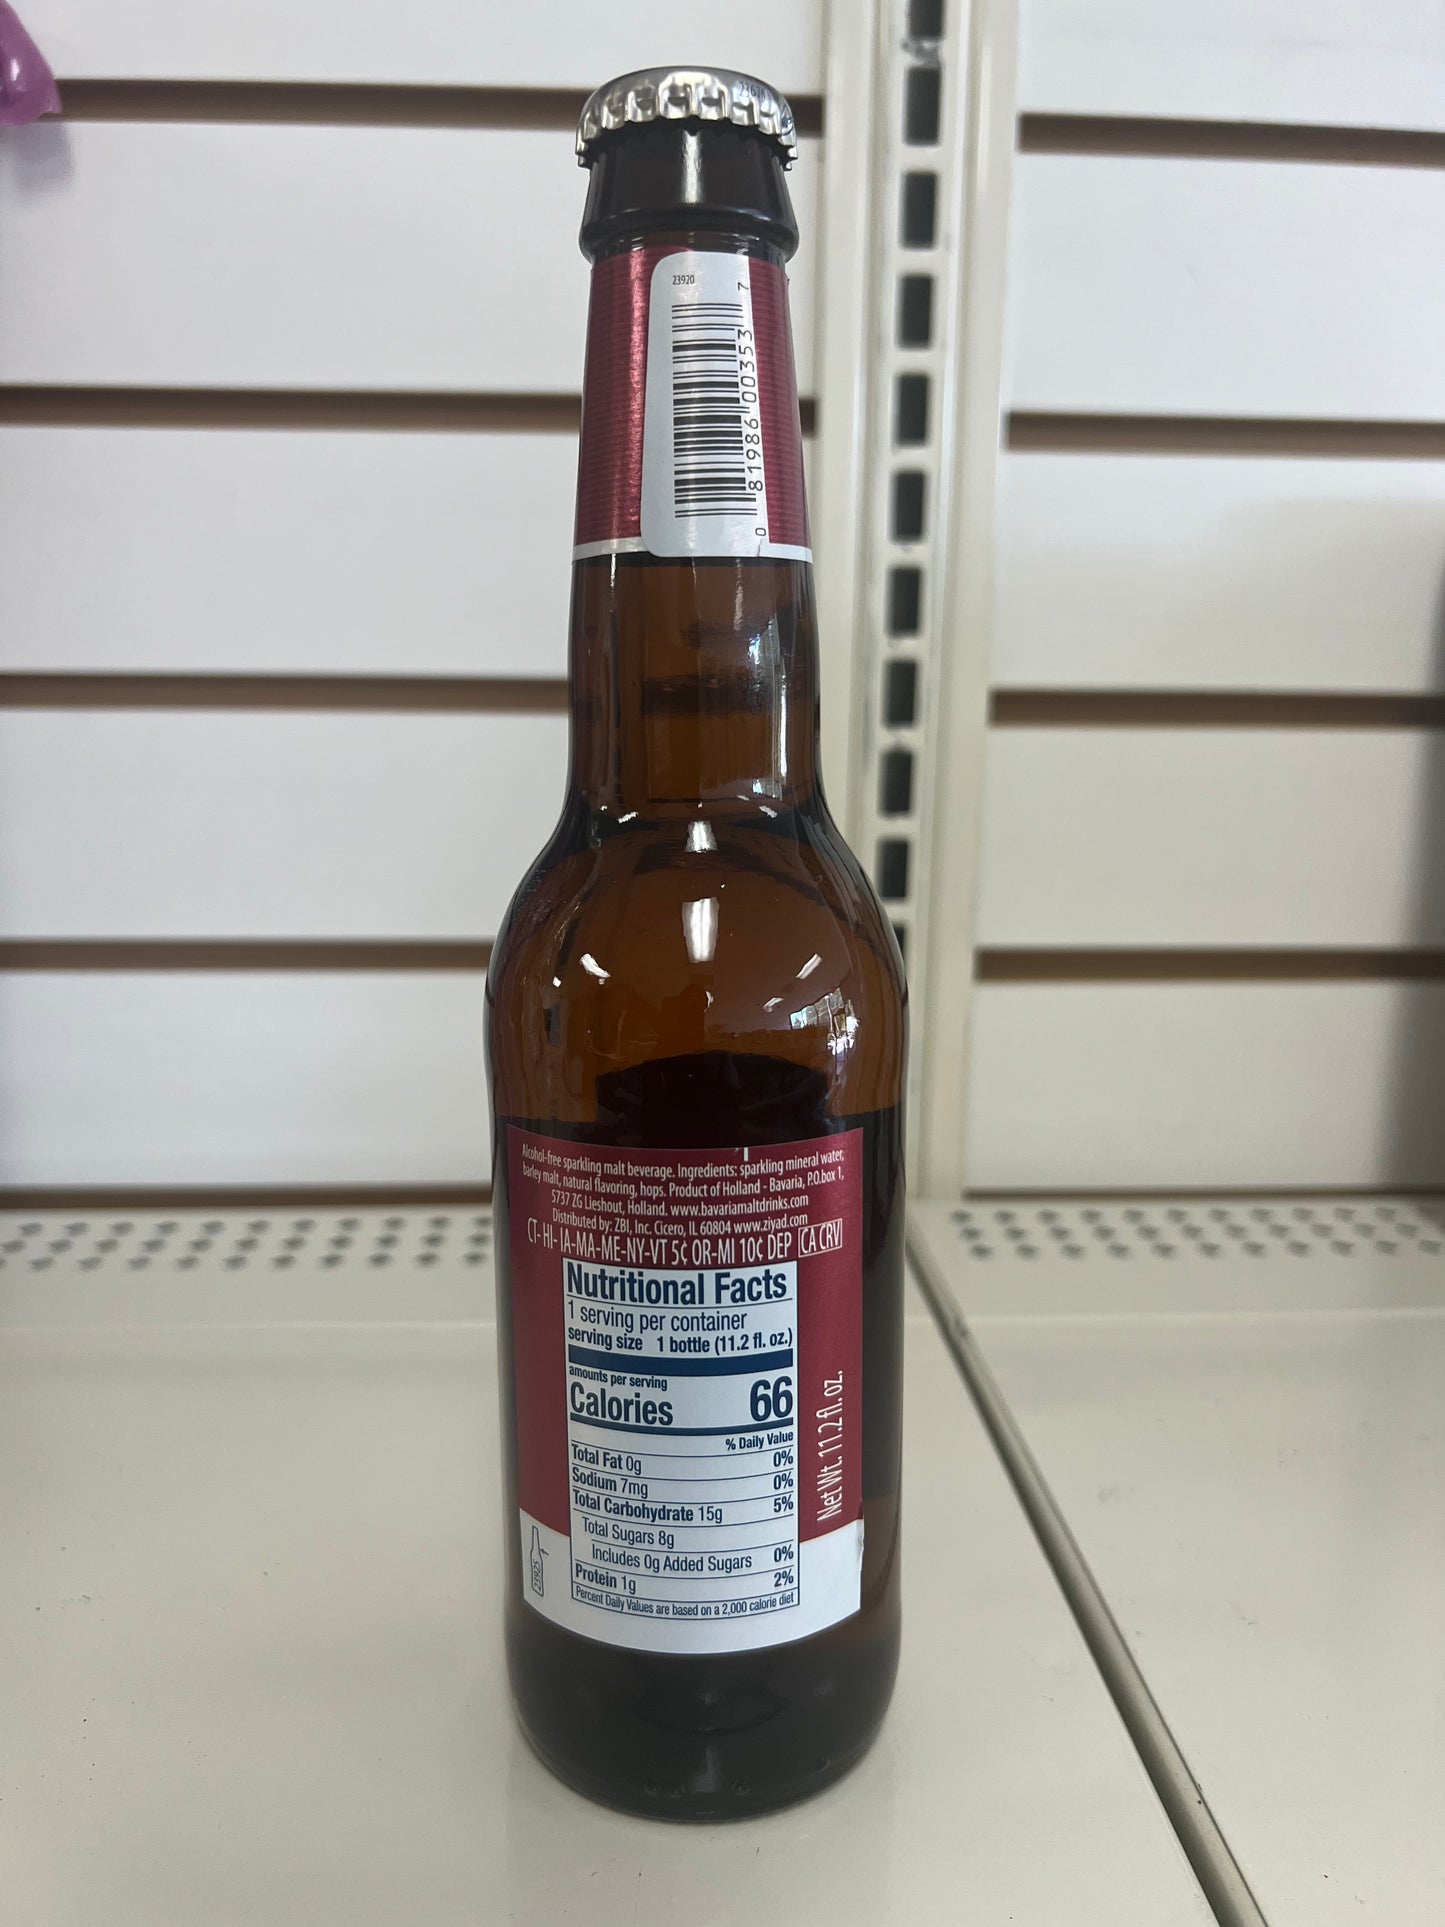 23920
0 81986 00353 7
Alcohol-free sparkling malt beverage. Ingredients: sparkling mineral water,
barley malt, natural flavoring, hops. Product of Holland - Bavaria, P.O.box 1,
5737 ZG Lieshout, Holland. www.bavariamaltdrinks.com
Distributed by: ZBI, Inc. Cicero, IL 60804 www.ziyad.com
CT- HI- IA-MA-ME-NY-VT 5¢ OR-MI 10¢ DEP CA CRV
Nutritional Facts
1 serving per container
serving size 1 bottle (11.2 fl. oz.)
amounts per serving
Calories 66
% Daily Value
Total Fat 0g 0%
Sodium 7mg 0%
Total Carbohydrate 15g 5%
Total Sugars 8g
Includes 0g Added Sugars 0%
Protein 1g 2%
Percent Daily Values are based on a 2,000 calorie diet
Net Wt. 11.2 fl. oz.
23925